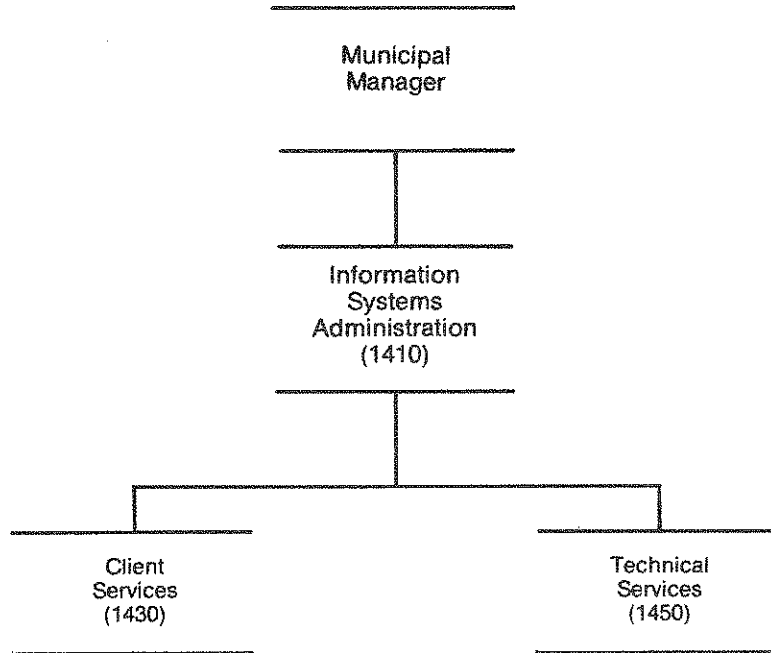 Municipal
Manager
Information
Systems
Administration
(1410)
Client
Services
(1430)
Technical
Services
(1450)